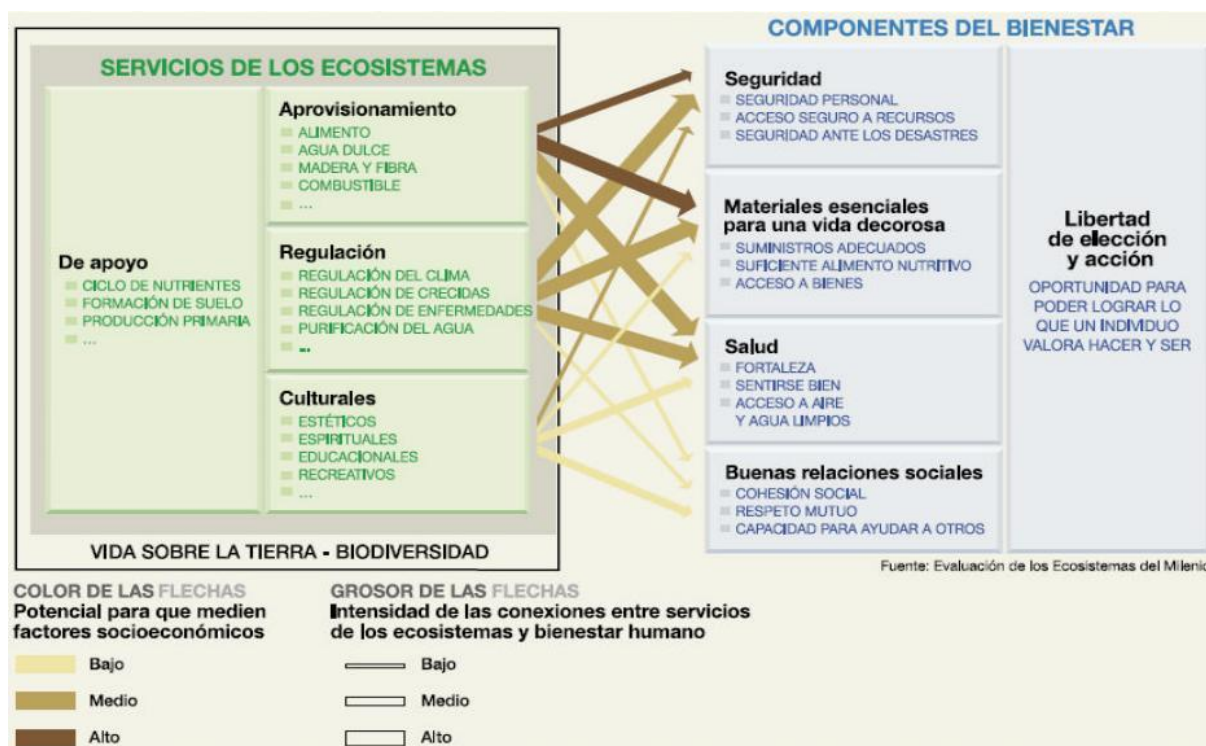 COMPONENTES DEL BIENESTAR
SERVICIOS DE LOS ECOSISTEMAS
De apoyo
CICLO DE NUTRIENTES
FORMACIÓN DE SUELO
PRODUCCIÓN PRIMARIA
...
Aprovisionamiento
ALIMENTO
AGUA DULCE
MADERA Y FIBRA
COMBUSTIBLE
...
Regulación
REGULACIÓN DEL CLIMA
REGULACIÓN DE CRECIDAS
REGULACIÓN DE ENFERMEDADES
PURIFICACIÓN DEL AGUA
...
Culturales
ESTÉTICOS
ESPIRITUALES
EDUCACIONALES
RECREATIVOS
...
VIDA SOBRE LA TIERRA - BIODIVERSIDAD
Seguridad
SEGURIDAD PERSONAL
ACCESO SEGURO A RECURSOS
SEGURIDAD ANTE LOS DESASTRES
Materiales esenciales
para una vida decorosa
SUMINISTROS ADECUADOS
SUFICIENTE ALIMENTO NUTRITIVO
ACCESO A BIENES
Salud
FORTALEZA
SENTIRSE BIEN
ACCESO A AIRE
Y AGUA LIMPIOS
Buenas relaciones sociales
COHESIÓN SOCIAL
RESPETO MUTUO
CAPACIDAD PARA AYUDAR A OTROS
Libertad
de elección
y acción
OPORTUNIDAD PARA
PODER LOGRAR LO
QUE UN INDIVIDUO
VALORA HACER Y SER
Fuente: Evaluación de los Ecosistemas del Milenio
COLOR DE LAS FLECHAS
Potencial para que medien
factores socioeconómicos
Bajo
Medio
Alto
GROSOR DE LAS FLECHAS
Intensidad de las conexiones entre servicios
de los ecosistemas y bienestar humano
Bajo
Medio
Alto